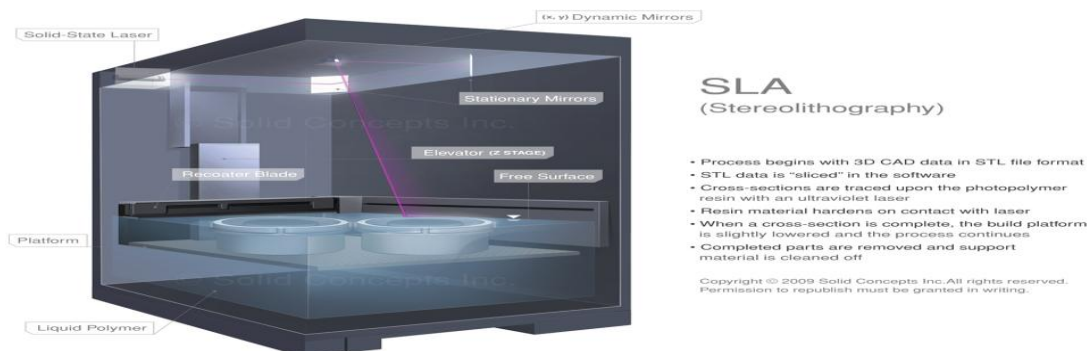 (x, y) Dynamic Mirrors
Solid-State Laser
Stationary Mirrors
Solid Concepts Inc.
Elevator (Z STAGE)
Recoater Blade
Free Surface
Platform
Solid Concepts Inc.
Liquid Polymer
SLA
(Stereolithography)
• Process begins with 3D CAD data in STL file format
• STL data is “sliced” in the software
• Cross-sections are traced upon the photopolymer
resin with an ultraviolet laser
• Resin material hardens on contact with laser
• When a cross-section is complete, the build platform
is slightly lowered and the process continues
• Completed parts are removed and support
material is cleaned off
Copyright © 2009 Solid Concepts Inc.All rights reserved.
Permission to republish must be granted in writing.